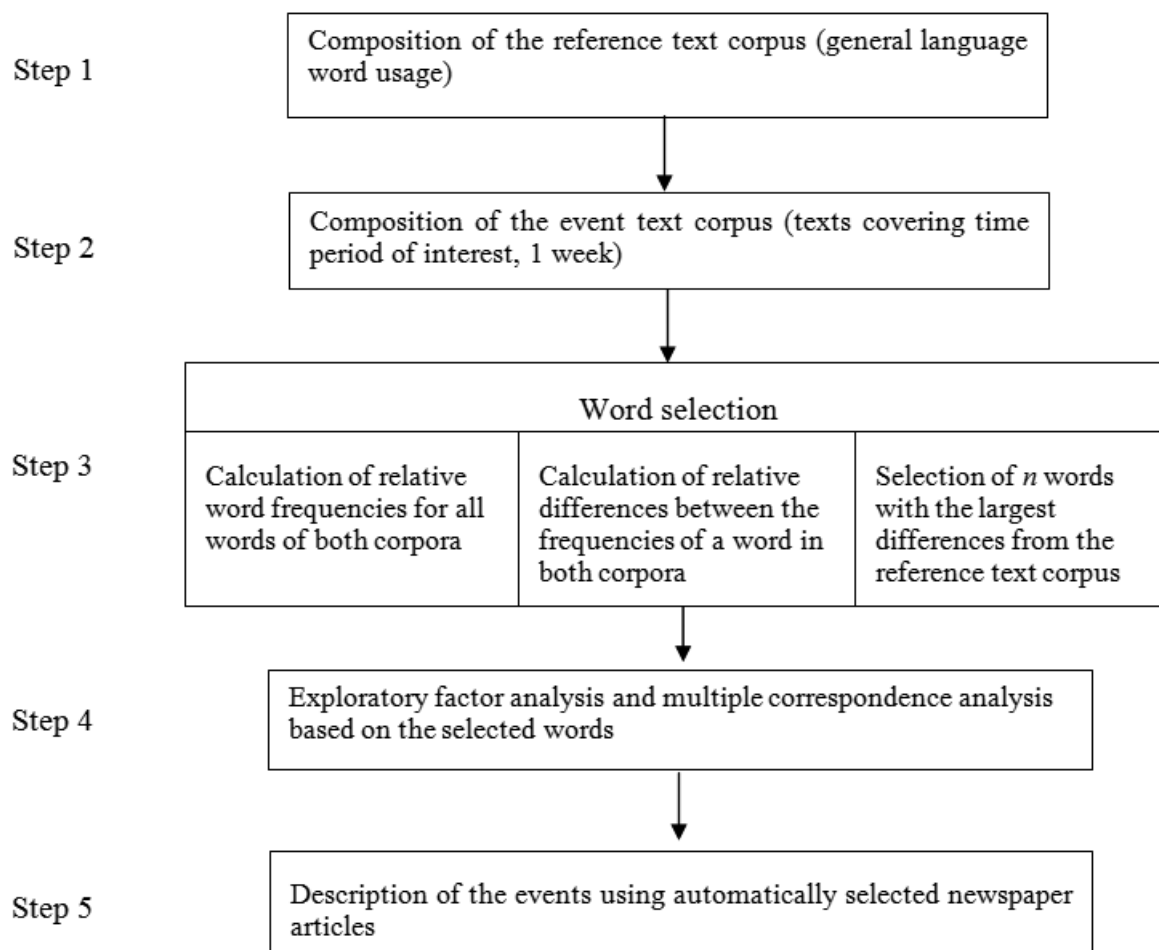 Step 1
Composition of the reference text corpus (general language
word usage)
Step 2
Composition of the event text corpus (texts covering time
period of interest, 1 week)
Step 3
Word selection
Calculation of relative
word frequencies for all
words of both corpora
Calculation of relative
differences between the
frequencies of a word in
both corpora
Selection of n words
with the largest
differences from the
reference text corpus
Step 4
Exploratory factor analysis and multiple correspondence analysis
based on the selected words
Step 5
Description of the events using automatically selected newspaper
articles